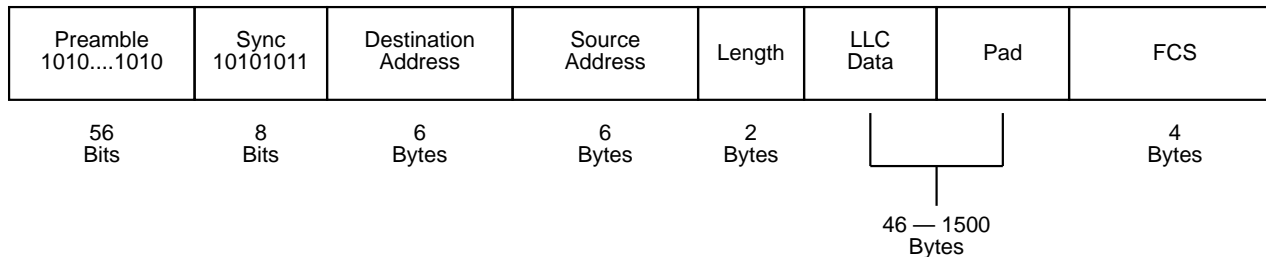 Preamble
1010....1010
Sync
10101011
Destination
Address
Source
Address
Length
LLC
Data
Pad
FCS
56
Bits
8
Bits
6
Bytes
6
Bytes
2
Bytes
4
Bytes
46 — 1500
Bytes